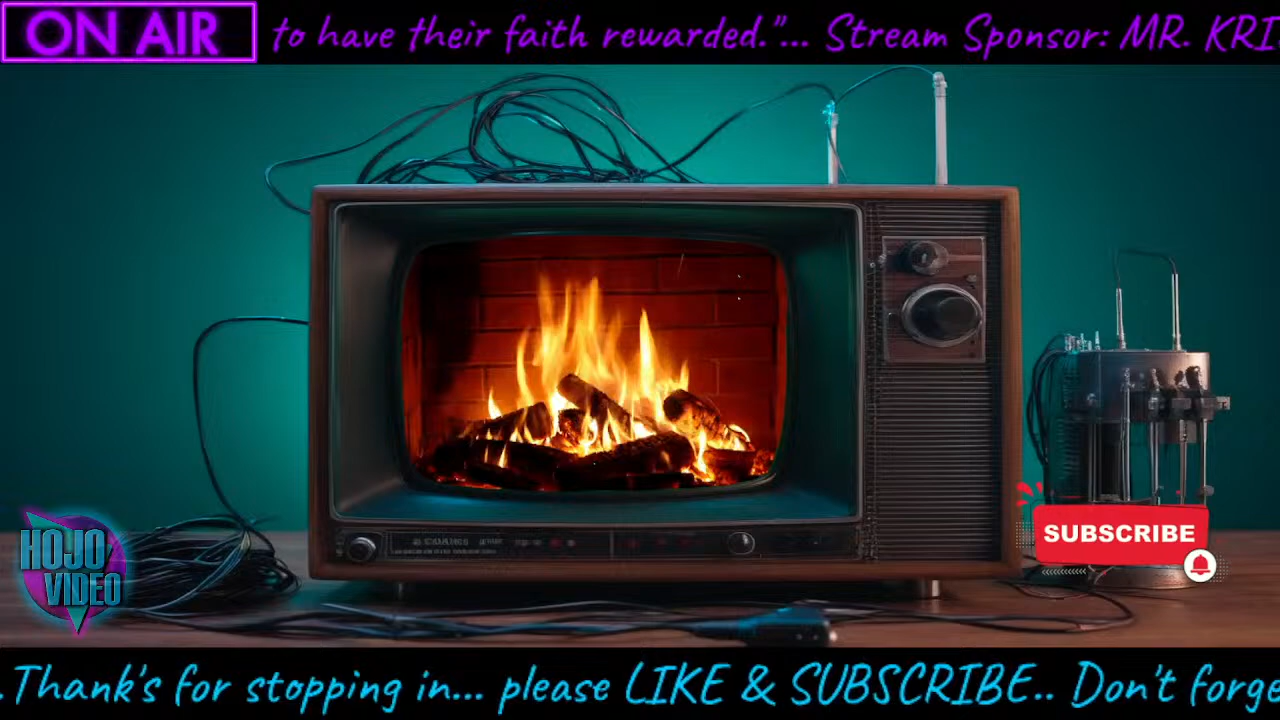 ON AIR
to have their faith rewarded."... Stream Sponsor: MR. KRI
HOJO
VIDEO
SUBSCRIBE
.Thank's for stopping in... please LIKE & SUBSCRIBE.. Don't forge